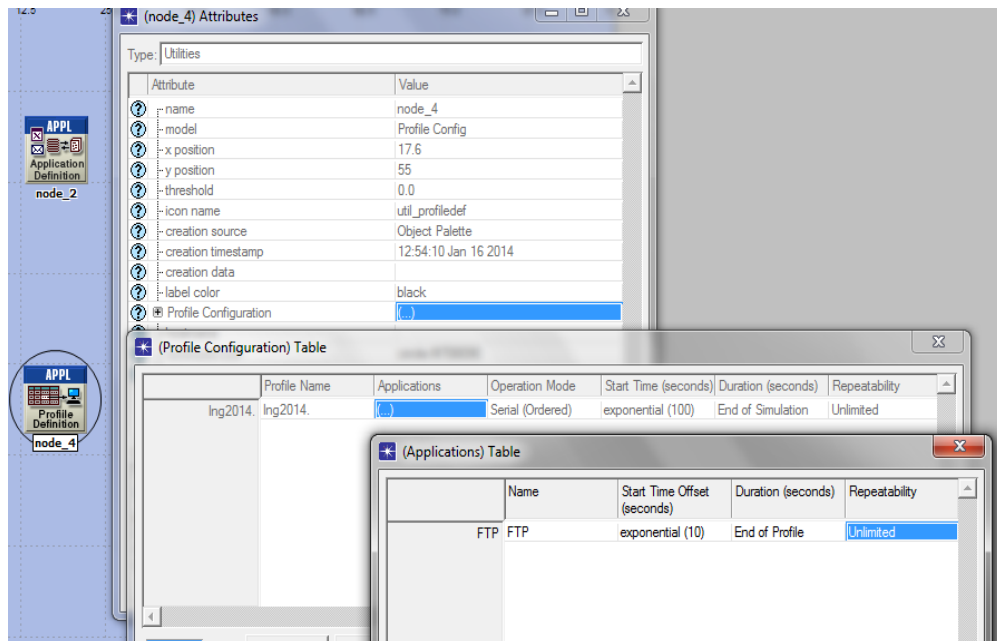 12.5
25
(node_4) Attributes
Type: Utilities
Attribute Value
name node_4
model Profile Config
x position 17.6
y position 55
threshold 0.0
icon name util_profiledef
creation source Object Palette
creation timestamp 12:54:10 Jan 16 2014
creation data
label color black
Profile Configuration (...)
APPL
Application
Definition
node_2
APPL
Profile
Definition
node_4
(Profile Configuration) Table
Profile Name Applications Operation Mode Start Time (seconds) Duration (seconds) Repeatability
Ing2014. Ing2014. (...) Serial (Ordered) exponential (100) End of Simulation Unlimited
(Applications) Table
Name Start Time Offset (seconds) Duration (seconds) Repeatability
FTP FTP exponential (10) End of Profile Unlimited